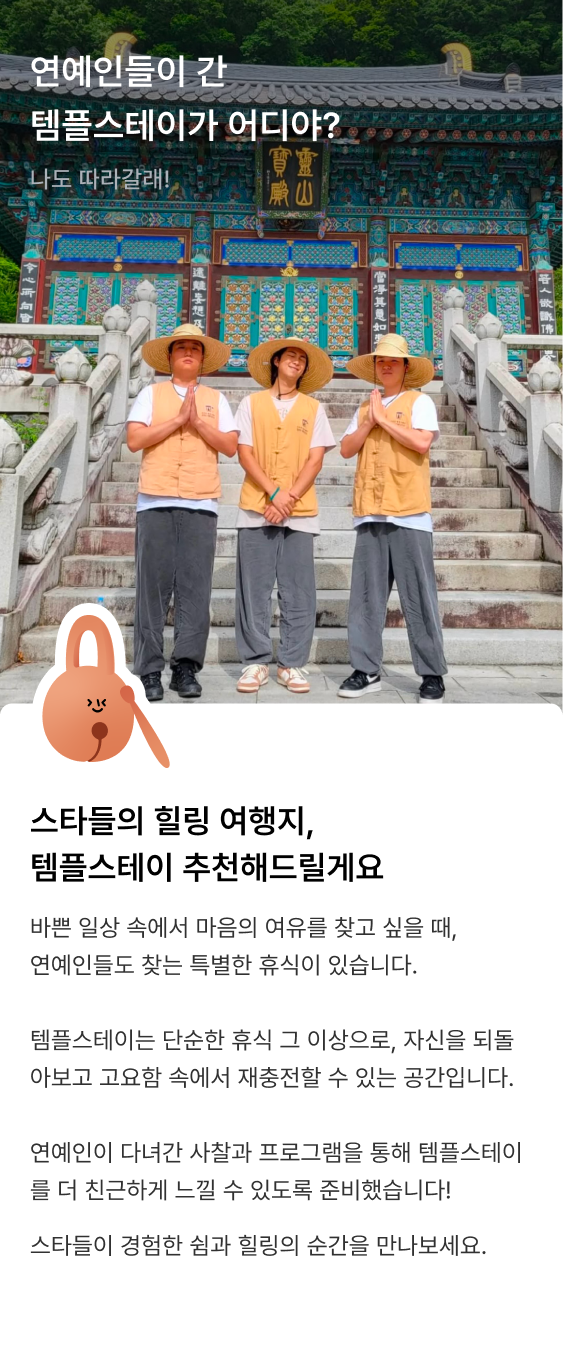 연예인들이 간
템플스테이가 어디야?
나도 따라갈래!
靈山
寶殿
스타들의 힐링 여행지,
템플스테이 추천해드릴게요
바쁜 일상 속에서 마음의 여유를 찾고 싶을 때,
연예인들도 찾는 특별한 휴식이 있습니다.
템플스테이는 단순한 휴식 그 이상으로, 자신을 되돌
아보고 고요함 속에서 재충전할 수 있는 공간입니다.
연예인이 다녀간 사찰과 프로그램을 통해 템플스테이
를 더 친근하게 느낄 수 있도록 준비했습니다!
스타들이 경험한 쉼과 힐링의 순간을 만나보세요.